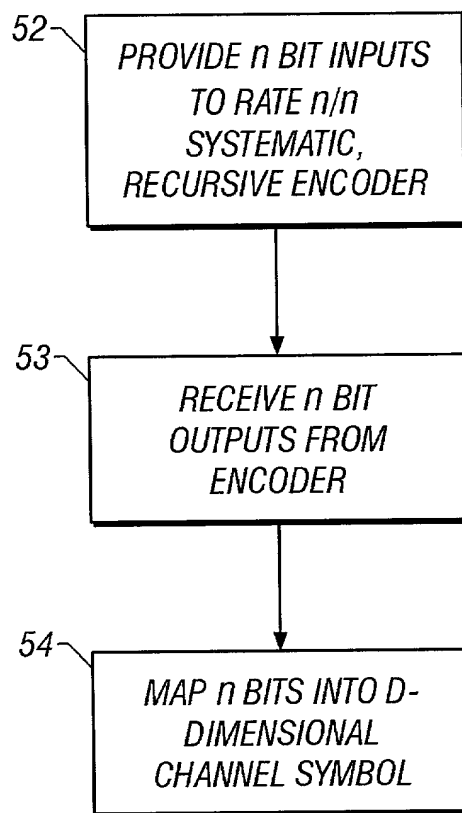 52
PROVIDE n BIT INPUTS
TO RATE n/n
SYSTEMATIC,
RECURSIVE ENCODER
53
RECEIVE n BIT
OUTPUTS FROM
ENCODER
54
MAP n BITS INTO D-
DIMENSIONAL
CHANNEL SYMBOL